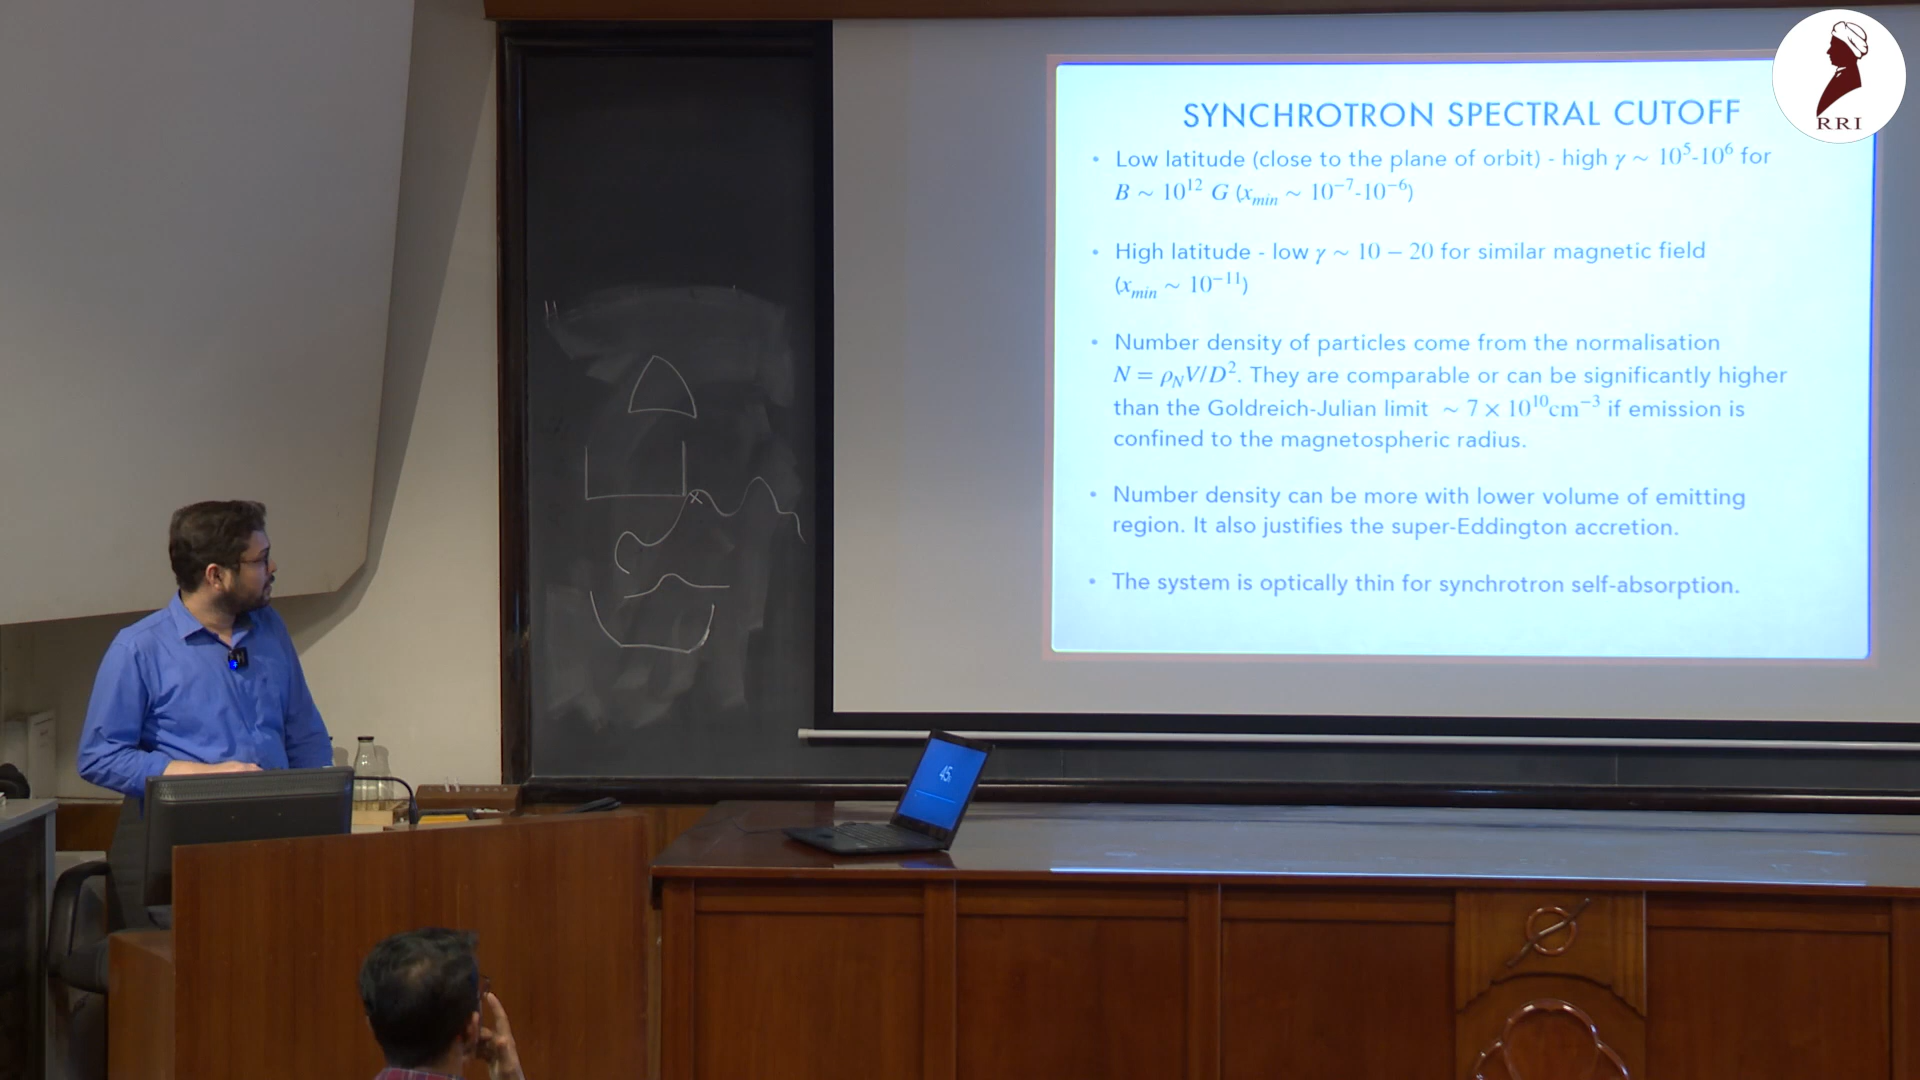 RRI
SYNCHROTRON SPECTRAL CUTOFF
• Low latitude (close to the plane of orbit) - high γ ~ 10⁵-10⁶ for
B ~ 10¹² G (xₘᵢₙ ~ 10⁻⁷-10⁻⁶)
• High latitude - low γ ~ 10 – 20 for similar magnetic field
(xₘᵢₙ ~ 10⁻¹¹)
• Number density of particles come from the normalisation
N = ρ_N V/D². They are comparable or can be significantly higher
than the Goldreich-Julian limit ~ 7 × 10¹⁰cm⁻³ if emission is
confined to the magnetospheric radius.
• Number density can be more with lower volume of emitting
region. It also justifies the super-Eddington accretion.
• The system is optically thin for synchrotron self-absorption.